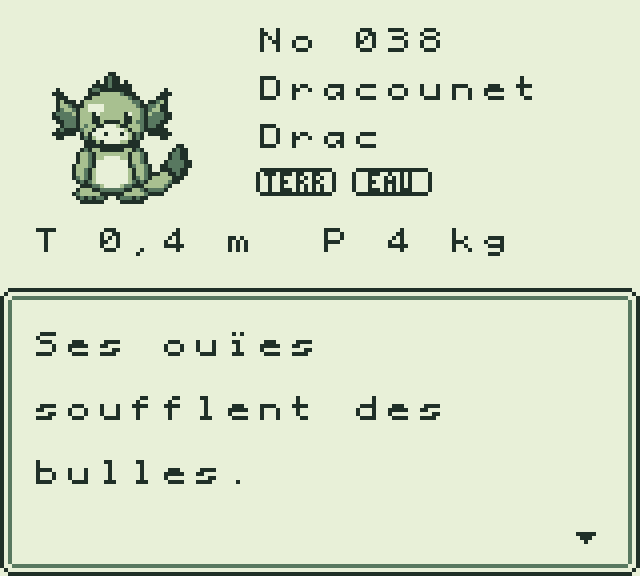 No 038
Dracounet
Drac
TERR EAU
T 0,4 m P 4 kg
Ses ouïes
soufflent des
bulles.